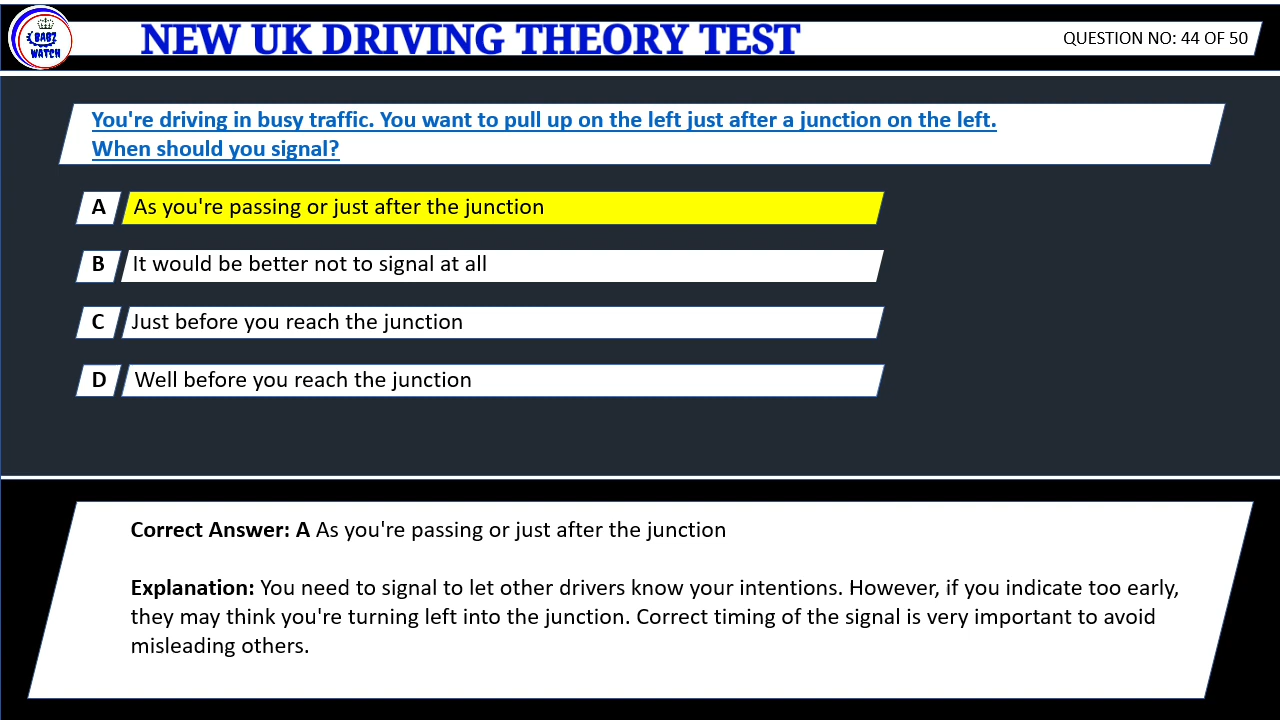 BABZ
WATCH
NEW UK DRIVING THEORY TEST
QUESTION NO: 44 OF 50
You're driving in busy traffic. You want to pull up on the left just after a junction on the left.
When should you signal?
A As you're passing or just after the junction
B It would be better not to signal at all
C Just before you reach the junction
D Well before you reach the junction
Correct Answer: A As you're passing or just after the junction
Explanation: You need to signal to let other drivers know your intentions. However, if you indicate too early,
they may think you're turning left into the junction. Correct timing of the signal is very important to avoid
misleading others.